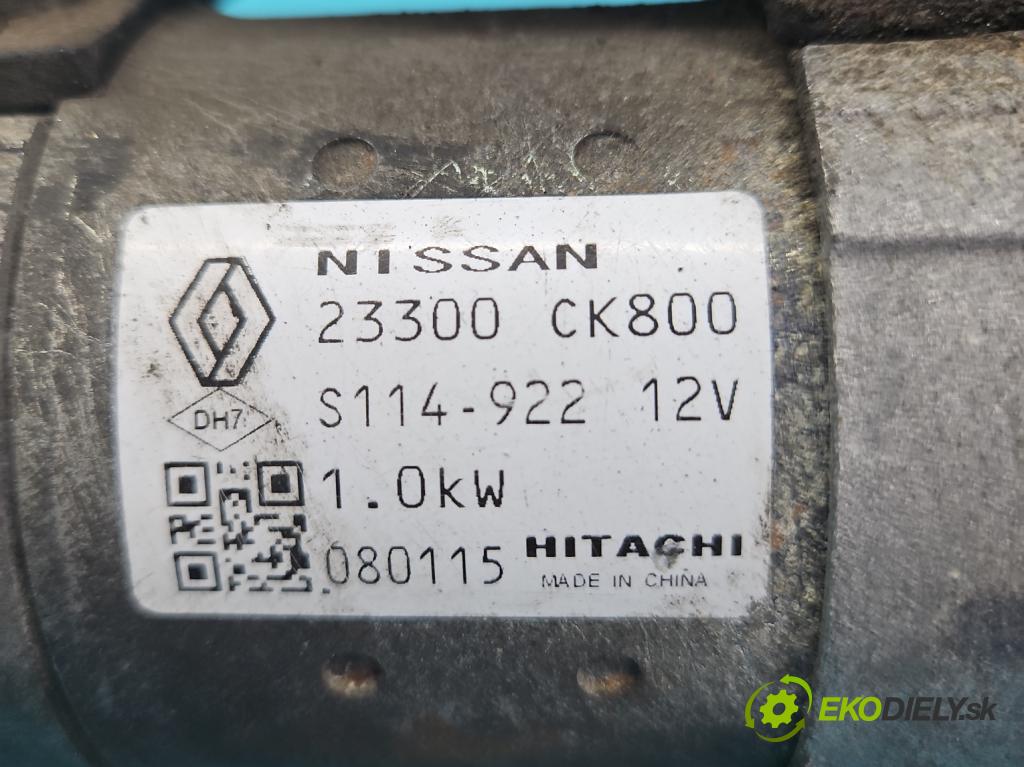 NISSAN
23300 CK800
S114-922 12V
DH7
1.0kW
080115 HITACHI
MADE IN CHINA
EKODIELY.sk